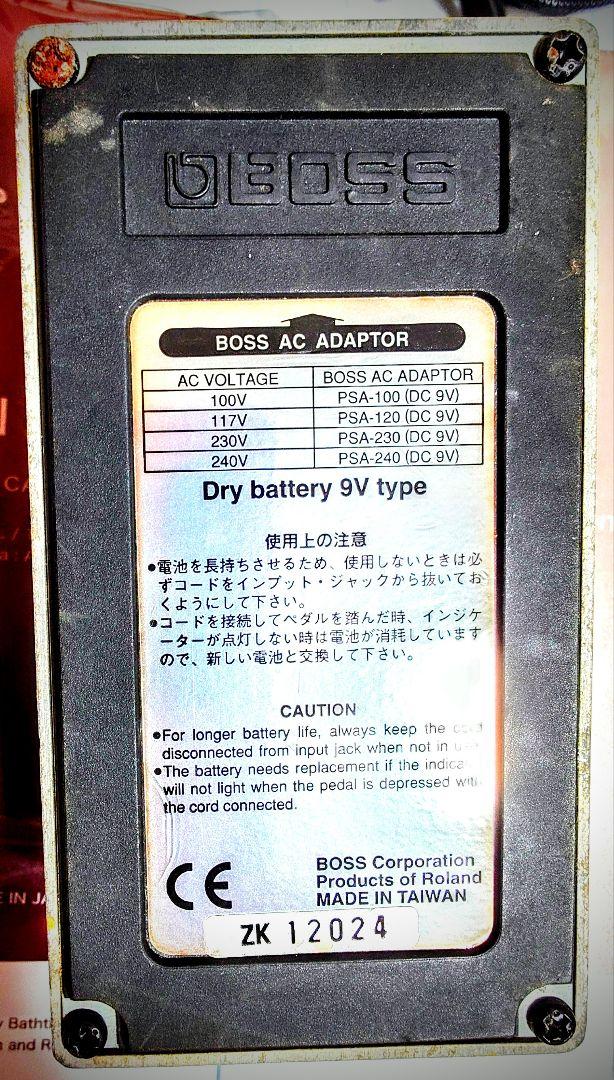 BOSS
BOSS AC ADAPTOR
AC VOLTAGE BOSS AC ADAPTOR
100V PSA-100 (DC 9V)
117V PSA-120 (DC 9V)
230V PSA-230 (DC 9V)
240V PSA-240 (DC 9V)
Dry battery 9V type
使用上の注意
●電池を長持ちさせるため、使用しないときは必
ずコードをインプット・ジャックから抜いてお
くようにして下さい。
●コードを接続してペダルを踏んだ時、インジケ
ーターが点灯しない時は電池が消耗しています
ので、新しい電池と交換して下さい。
CAUTION
●For longer battery life, always keep the cord
disconnected from input jack when not in
●The battery needs replacement if the
will not light when the pedal is depressed with
the cord connected.
CE
BOSS Corporation
Products of Roland
MADE IN TAIWAN
ZK 12024